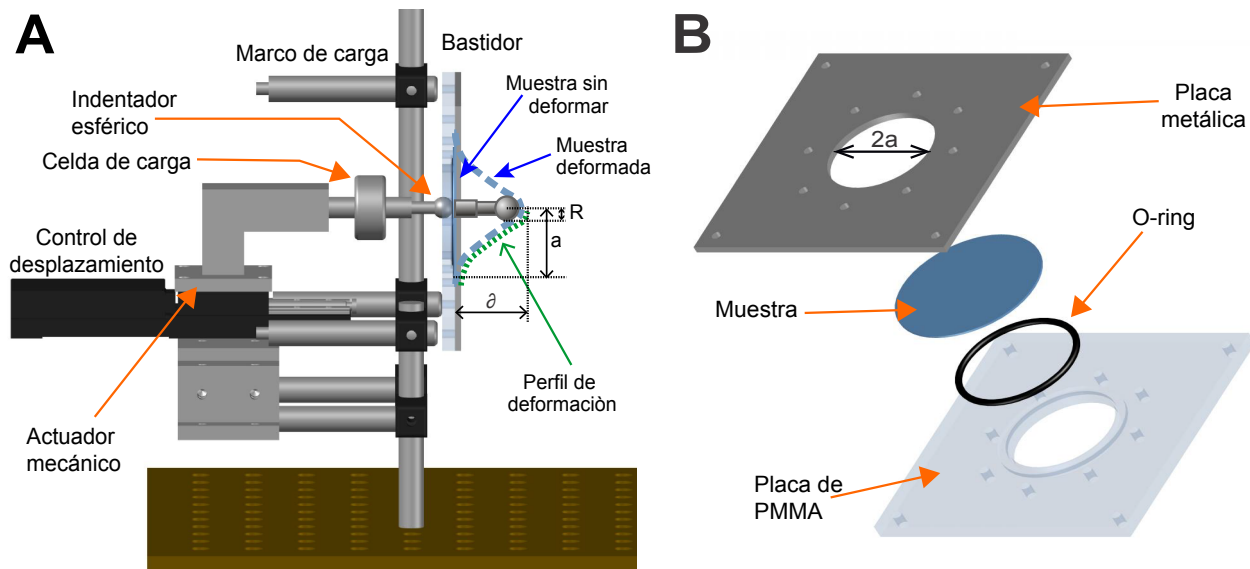 A
Marco de carga
Bastidor
Indentador
esférico
Muestra sin
deformar
Celda de carga
Muestra
deformada
R
a
Control de
desplazamiento
∂
Perfil de
deformaciòn
Actuador
mecánico
B
Placa
metálica
2a
O-ring
Muestra
Placa de
PMMA